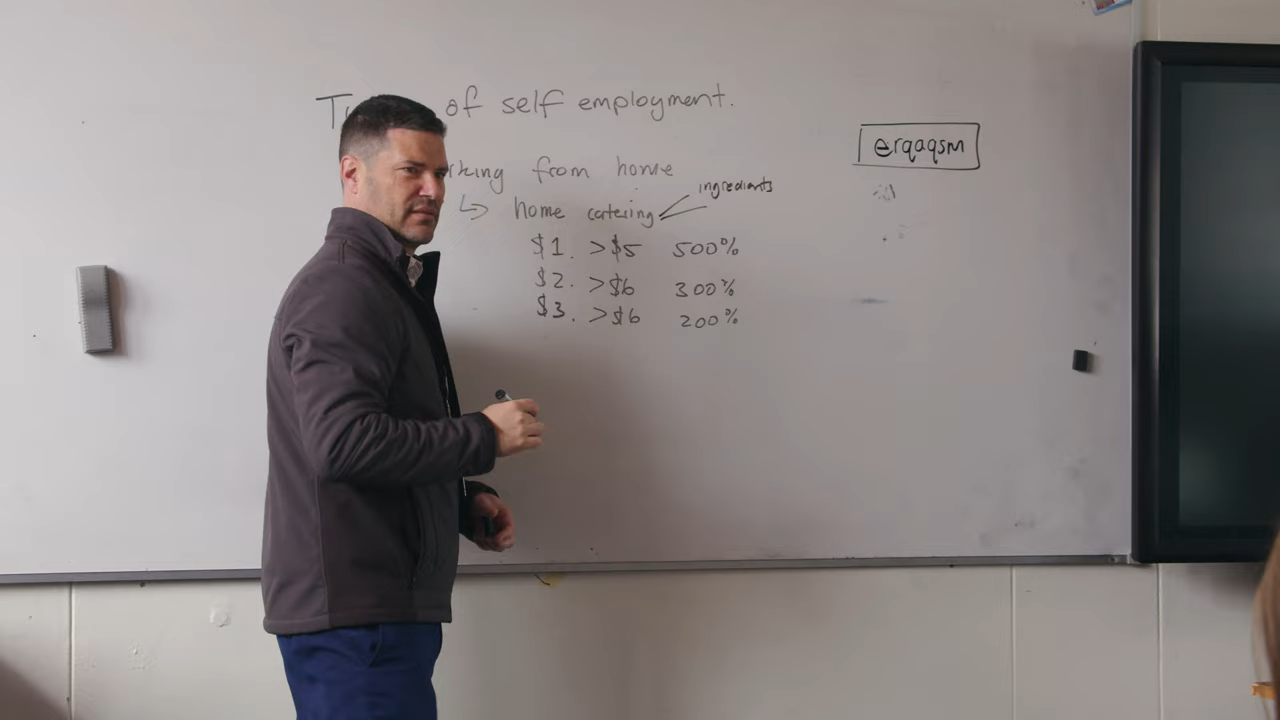 of self employment.
erqaqsm
rking from home
ingredients
↳ home catering
$1. >$5 500%
$2. >$6 300%
$3. >$6 200%